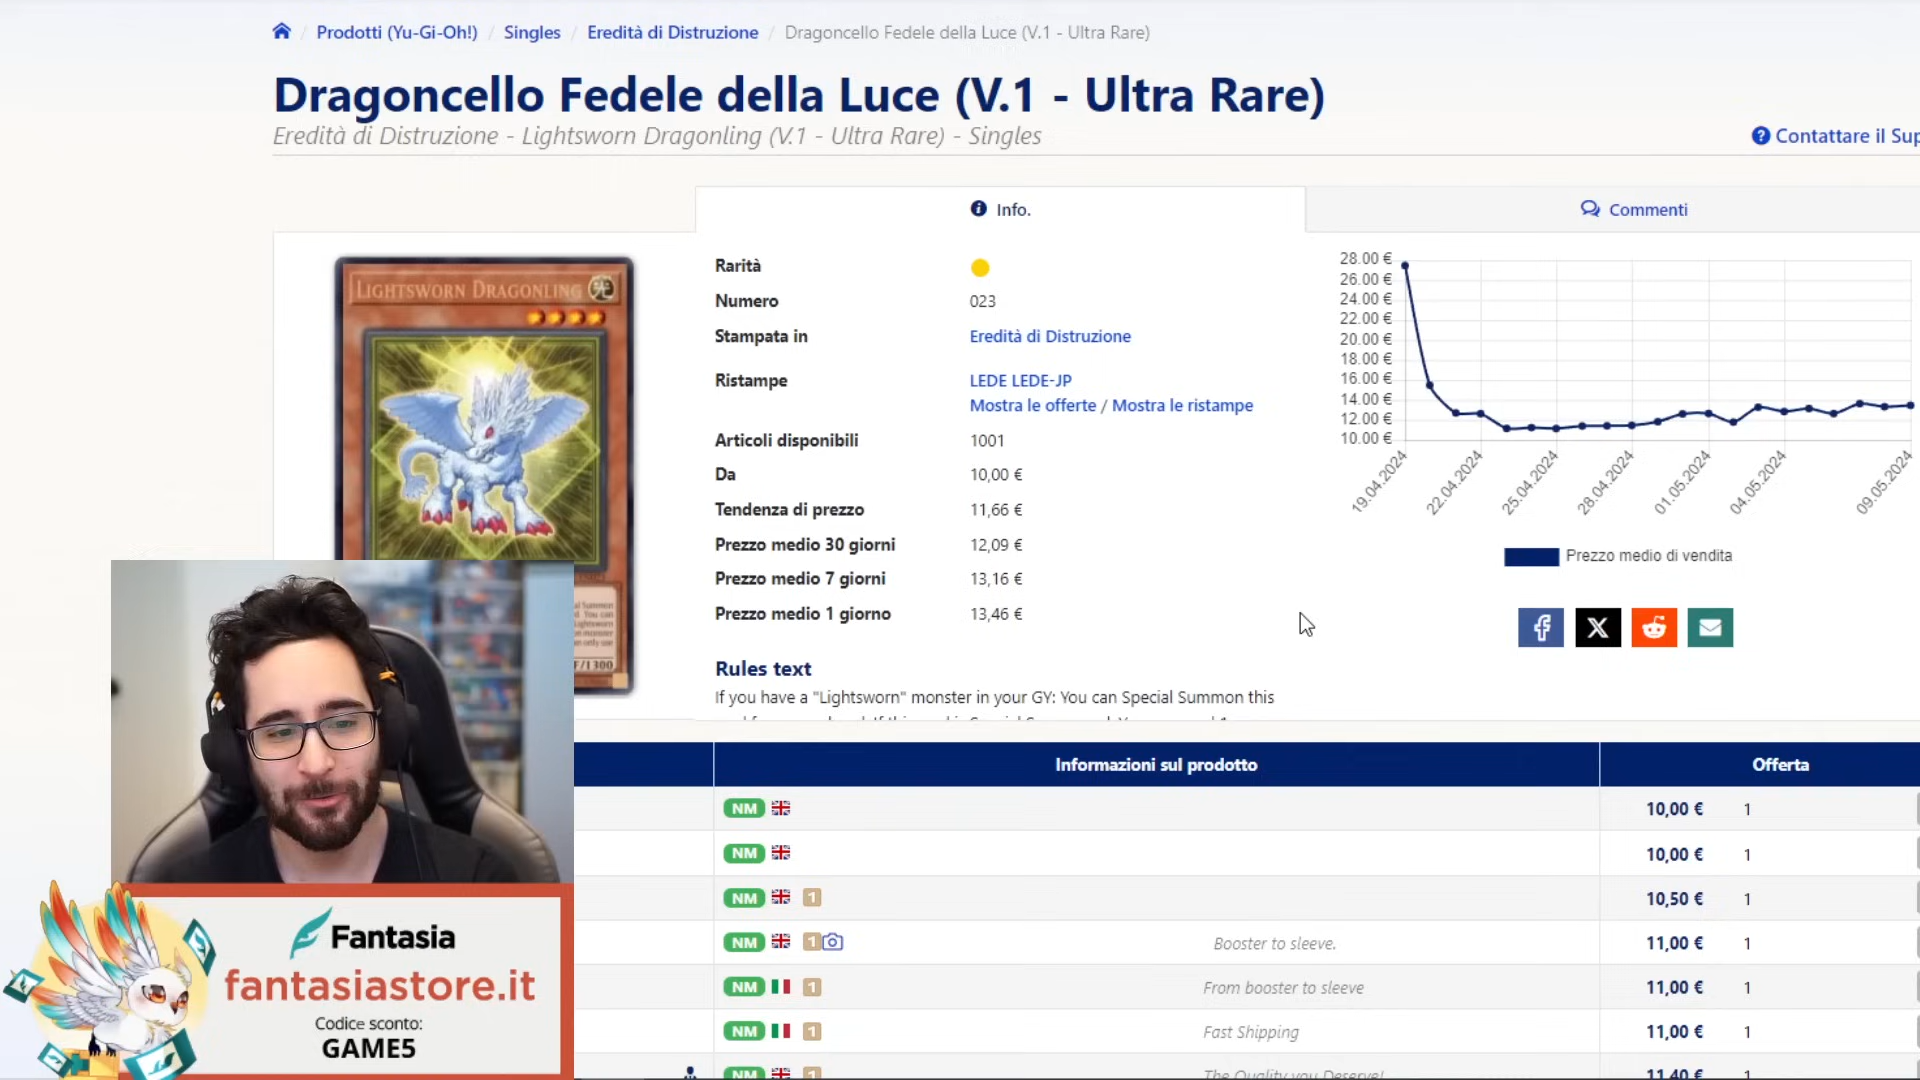 Prodotti (Yu-Gi-Oh!) / Singles / Eredità di Distruzione / Dragoncello Fedele della Luce (V.1 - Ultra Rare)
Dragoncello Fedele della Luce (V.1 - Ultra Rare)
Eredità di Distruzione - Lightsworn Dragonling (V.1 - Ultra Rare) - Singles
Contattare il Sup
Info.
Commenti
LIGHTSWORN DRAGONLING
Rarità
Numero 023
Stampata in Eredità di Distruzione
Ristampe LEDE LEDE-JP
Mostra le offerte / Mostra le ristampe
Articoli disponibili 1001
Da 10,00 €
Tendenza di prezzo 11,66 €
Prezzo medio 30 giorni 12,09 €
Prezzo medio 7 giorni 13,16 €
Prezzo medio 1 giorno 13,46 €
Rules text
If you have a "Lightsworn" monster in your GY: You can Special Summon this
28.00 €
26.00 €
24.00 €
22.00 €
20.00 €
18.00 €
16.00 €
14.00 €
12.00 €
10.00 €
19.04.2024
22.04.2024
25.04.2024
28.04.2024
01.05.2024
04.05.2024
09.05.2024
Prezzo medio di vendita
Informazioni sul prodotto Offerta
NM 10,00 € 1
NM 10,00 € 1
NM 1 10,50 € 1
NM 1 Booster to sleeve. 11,00 € 1
NM 1 From booster to sleeve 11,00 € 1
NM 1 Fast Shipping 11,00 € 1
NM 1 The Quality you Deserve! 11,40 € 1
Fantasia
fantasiastore.it
Codice sconto:
GAME5